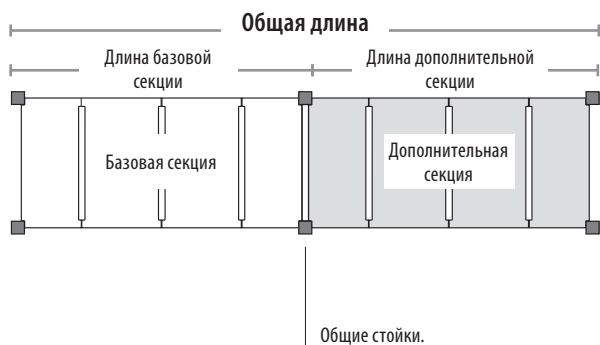 Общая длина
Длина базовой
секции
Длина дополнительной
секции
Базовая секция
Дополнительная
секция
Общие стойки.